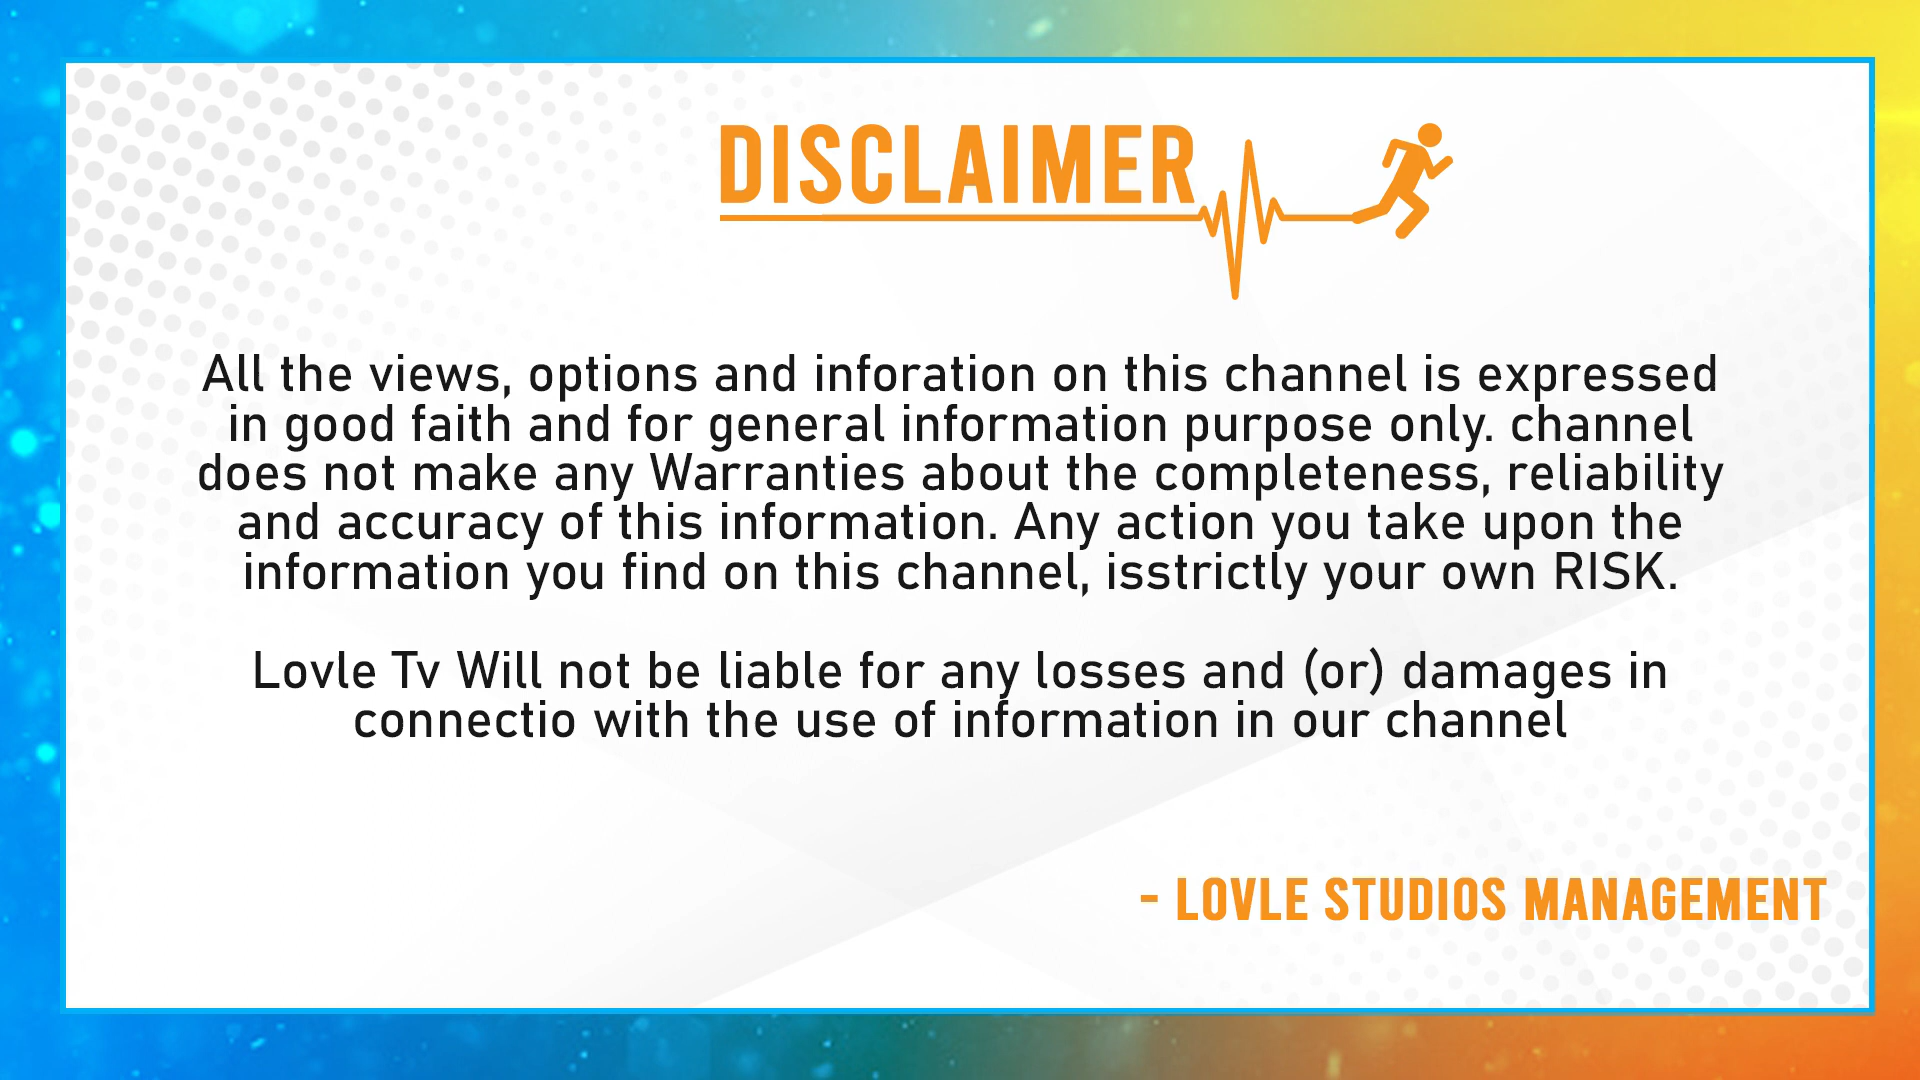 DISCLAIMER
All the views, options and inforation on this channel is expressed
in good faith and for general information purpose only. channel
does not make any Warranties about the completeness, reliability
and accuracy of this information. Any action you take upon the
information you find on this channel, isstrictly your own RISK.
Lovle Tv Will not be liable for any losses and (or) damages in
connectio with the use of information in our channel
- LOVLE STUDIOS MANAGEMENT